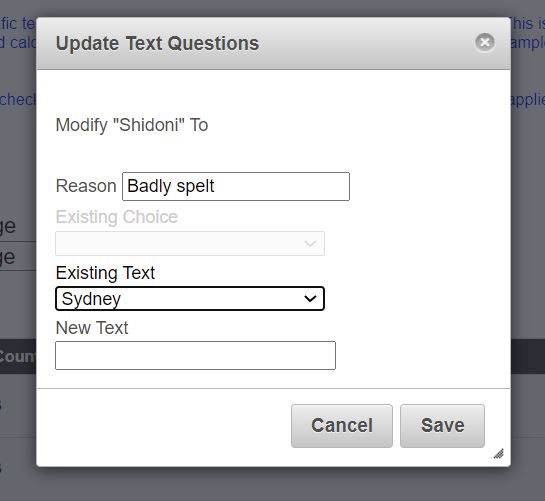 Update Text Questions
Modify "Shidoni" To
Reason Badly spelt
Existing Choice
Existing Text
Sydney
New Text
Cancel Save